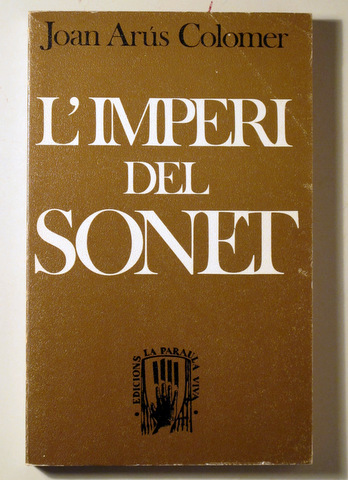 Joan Arús Colomer
L'IMPERI
DEL
SONET
· EDICIONS LA PARAULA VIVA ·